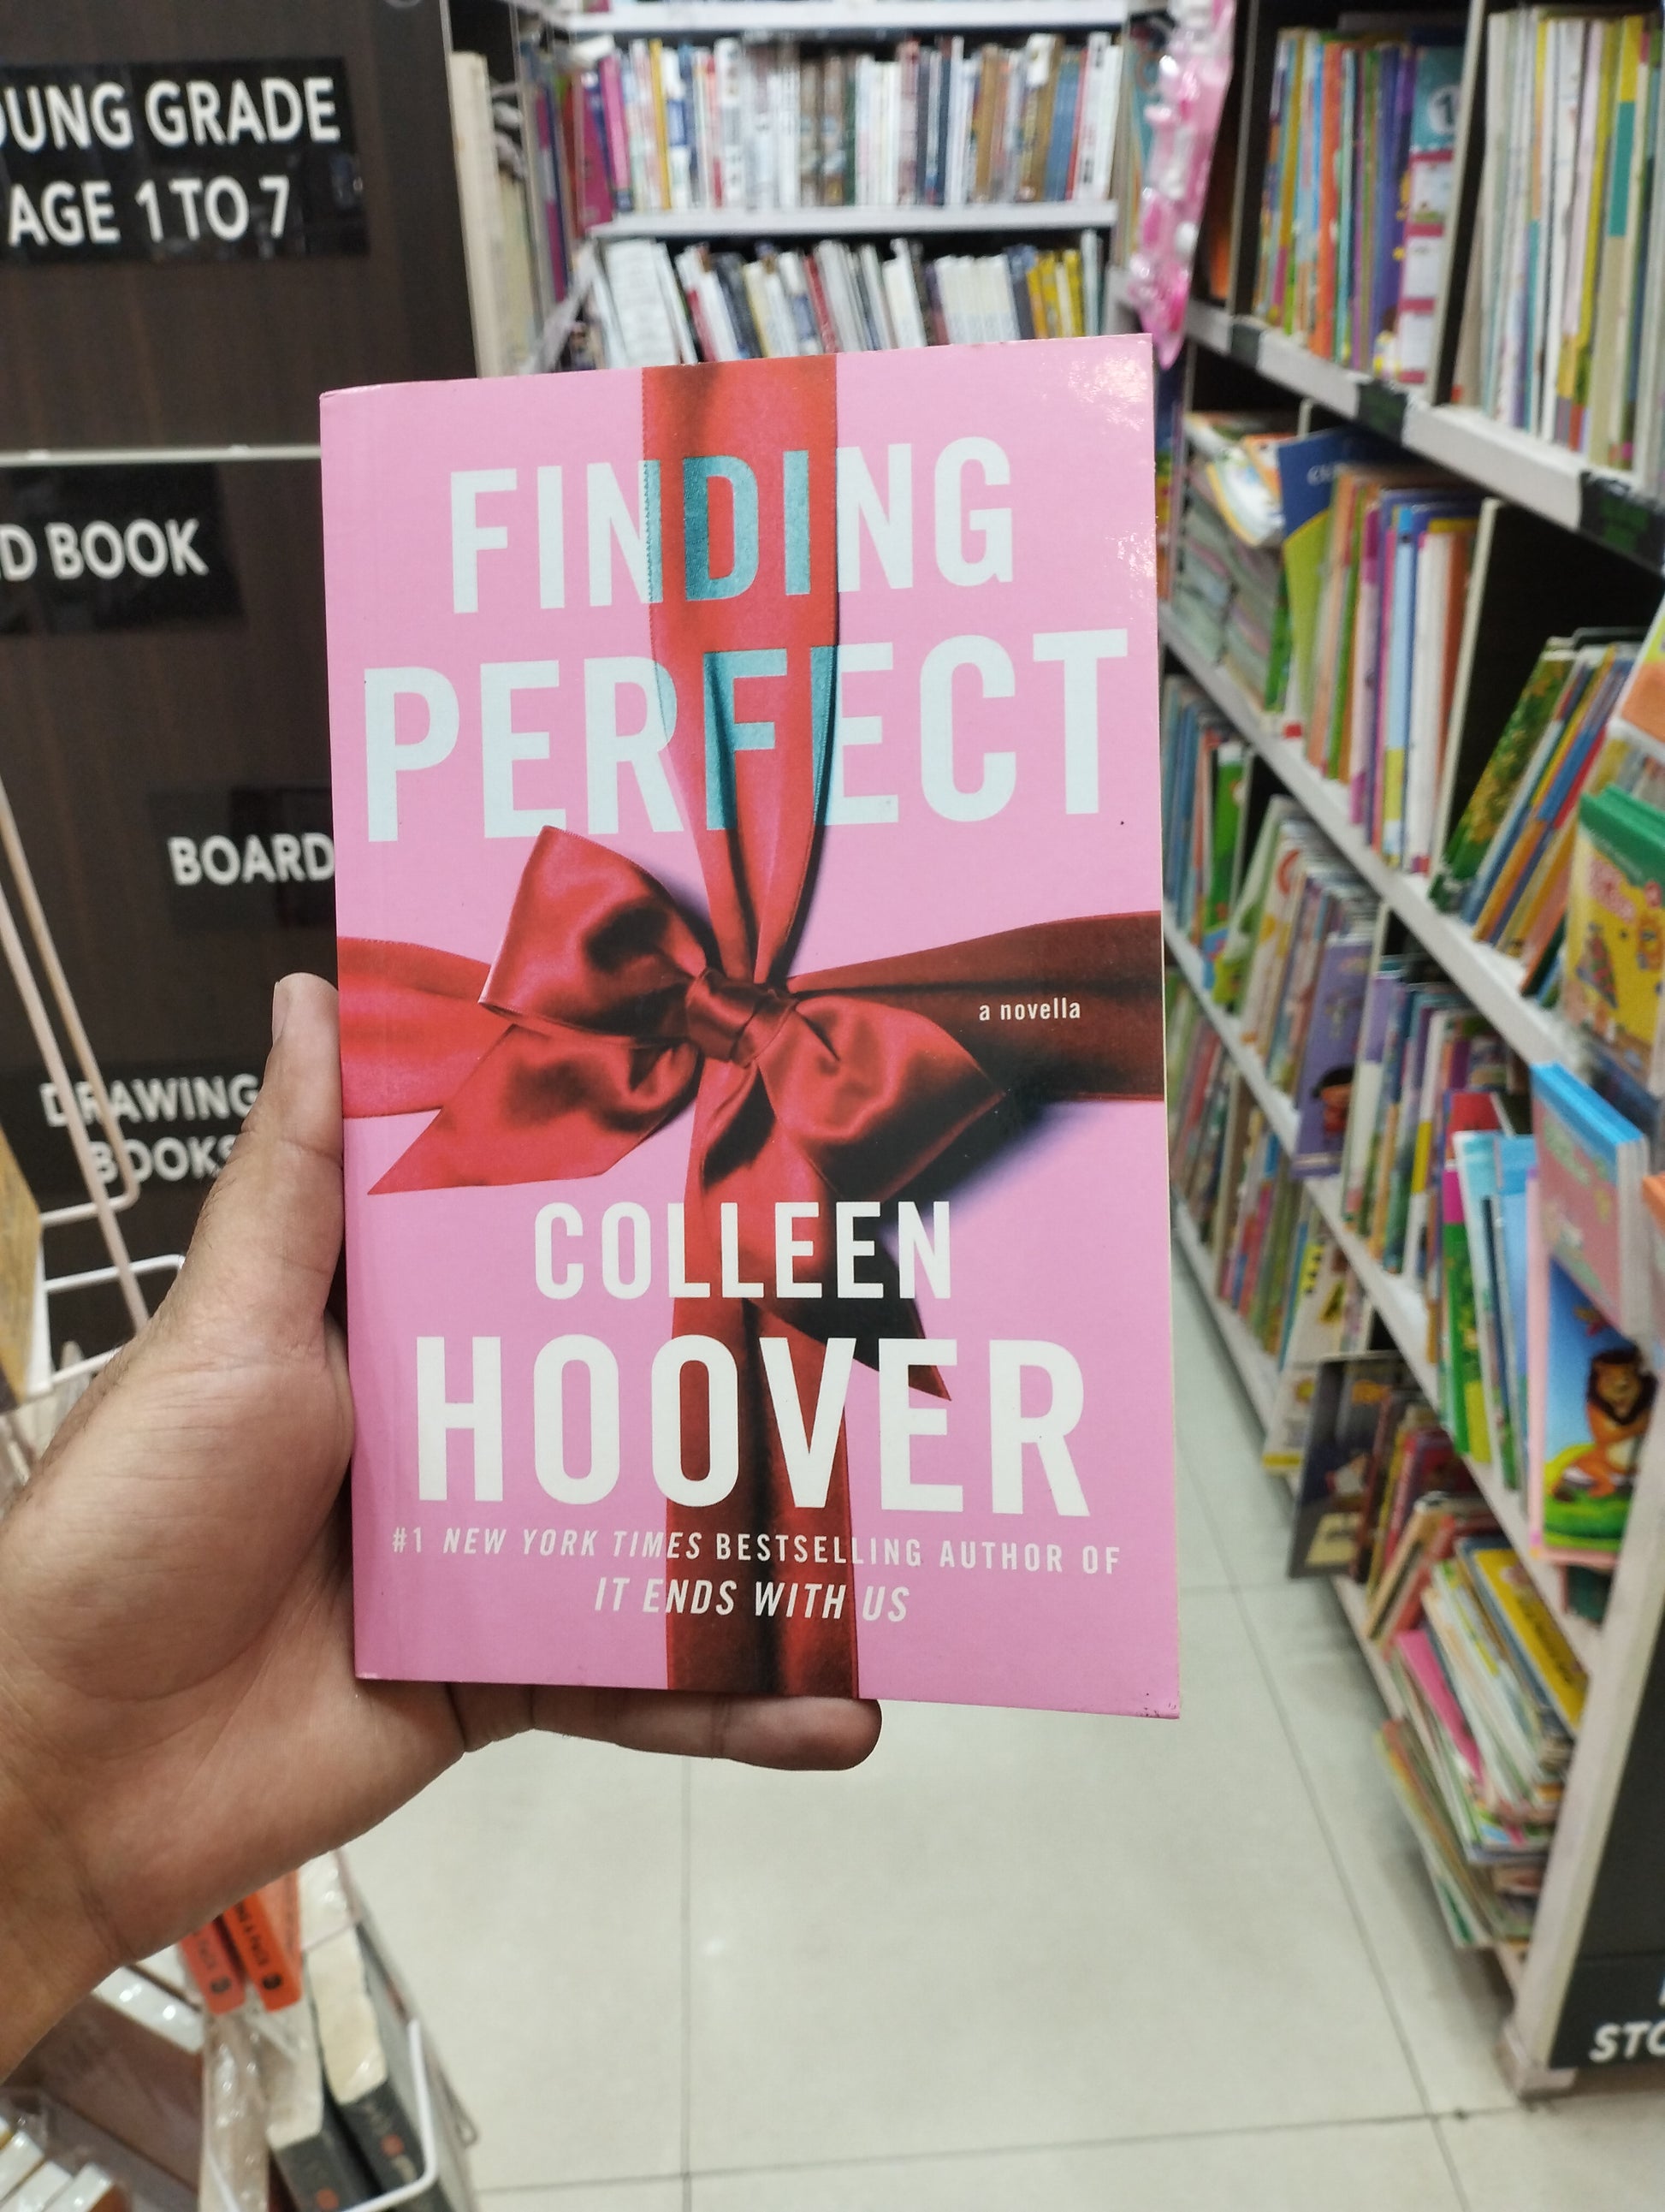 OUNG GRADE
AGE 1 TO 7
D BOOK
BOARD
DRAWING
BOOKS
FINDING
PERFECT
a novella
COLLEEN
HOOVER
#1 NEW YORK TIMES BESTSELLING AUTHOR OF
IT ENDS WITH US
STO